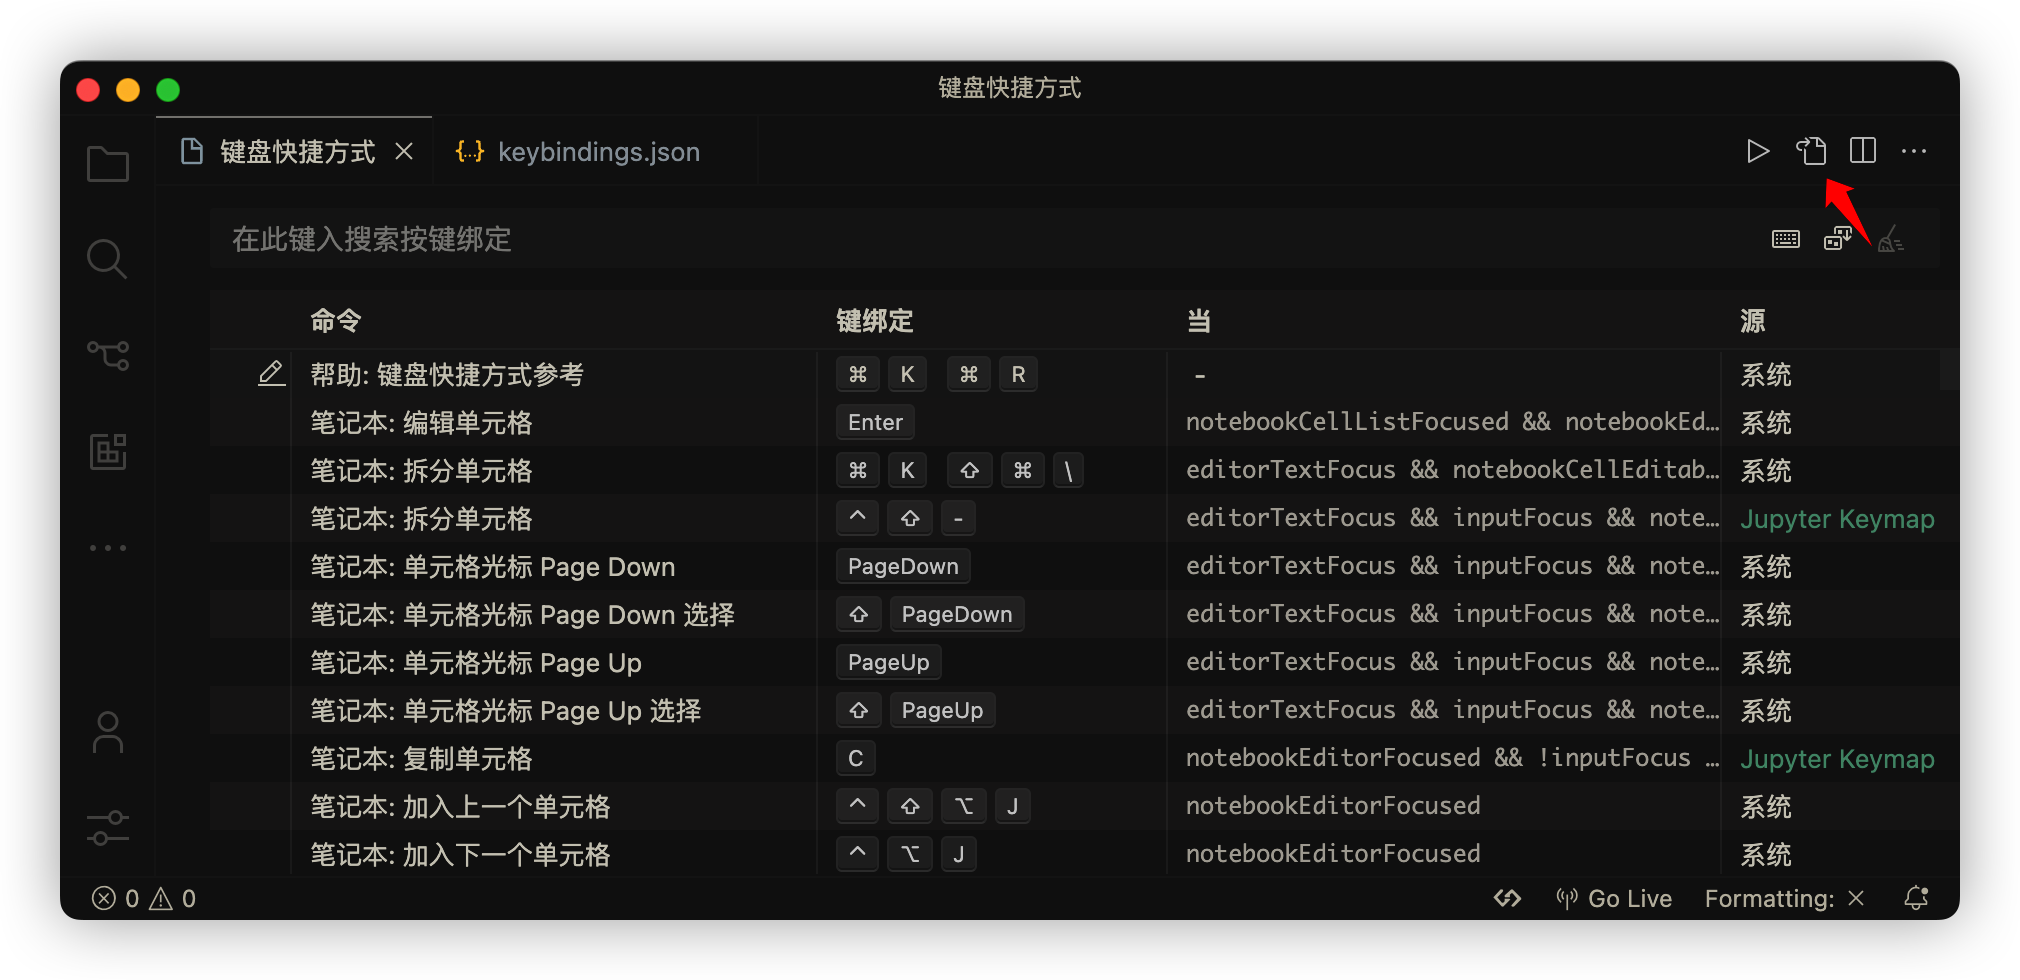 键盘快捷方式
键盘快捷方式 {...} keybindings.json
在此键入搜索按键绑定
命令 键绑定 当 源
帮助: 键盘快捷方式参考 ⌘ K ⌘ R - 系统
笔记本: 编辑单元格 Enter notebookCellListFocused && notebookEd… 系统
笔记本: 拆分单元格 ⌘ K ⇧ ⌘ \ editorTextFocus && notebookCellEditab… 系统
笔记本: 拆分单元格 ⌃ ⇧ - editorTextFocus && inputFocus && note… Jupyter Keymap
笔记本: 单元格光标 Page Down PageDown editorTextFocus && inputFocus && note… 系统
笔记本: 单元格光标 Page Down 选择 ⇧ PageDown editorTextFocus && inputFocus && note… 系统
笔记本: 单元格光标 Page Up PageUp editorTextFocus && inputFocus && note… 系统
笔记本: 单元格光标 Page Up 选择 ⇧ PageUp editorTextFocus && inputFocus && note… 系统
笔记本: 复制单元格 C notebookEditorFocused && !inputFocus … Jupyter Keymap
笔记本: 加入上一个单元格 ⌃ ⇧ ⌥ J notebookEditorFocused 系统
笔记本: 加入下一个单元格 ⌃ ⌥ J notebookEditorFocused 系统
0 0 Go Live Formatting: ×